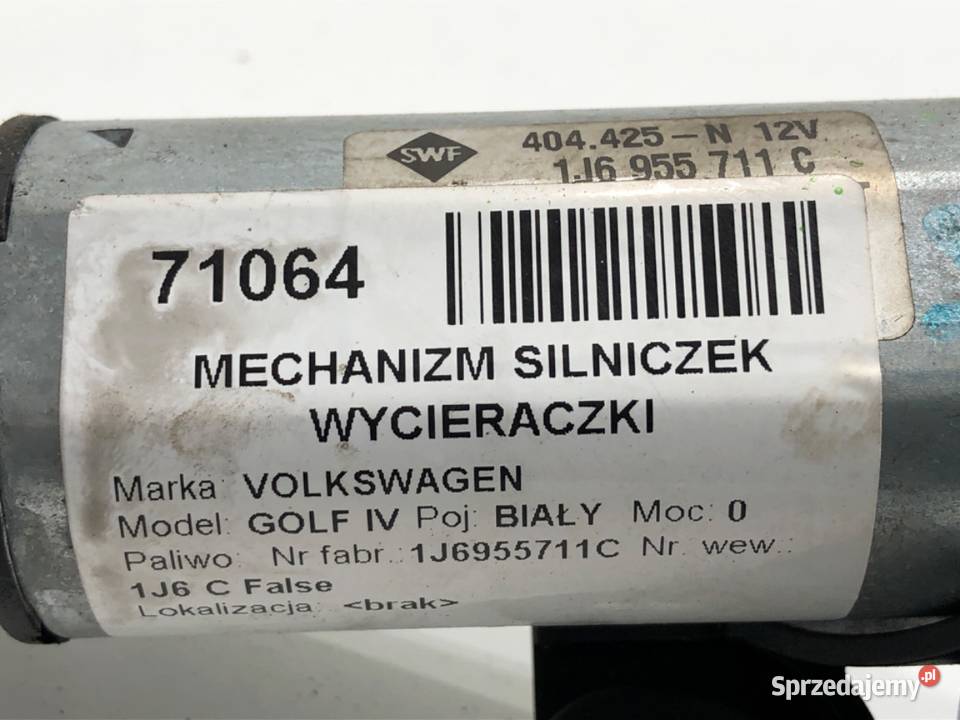 SWF
404.425-N 12V
1J6 955 711 C
71064
MECHANIZM SILNICZEK
WYCIERACZKI
Marka: VOLKSWAGEN
Model: GOLF IV Poj: BIAŁY Moc: 0
Paliwo: Nr fabr.: 1J6955711C Nr. wew.:
1J6 C False
Lokalizacja: <brak>
Sprzedajemy.pl